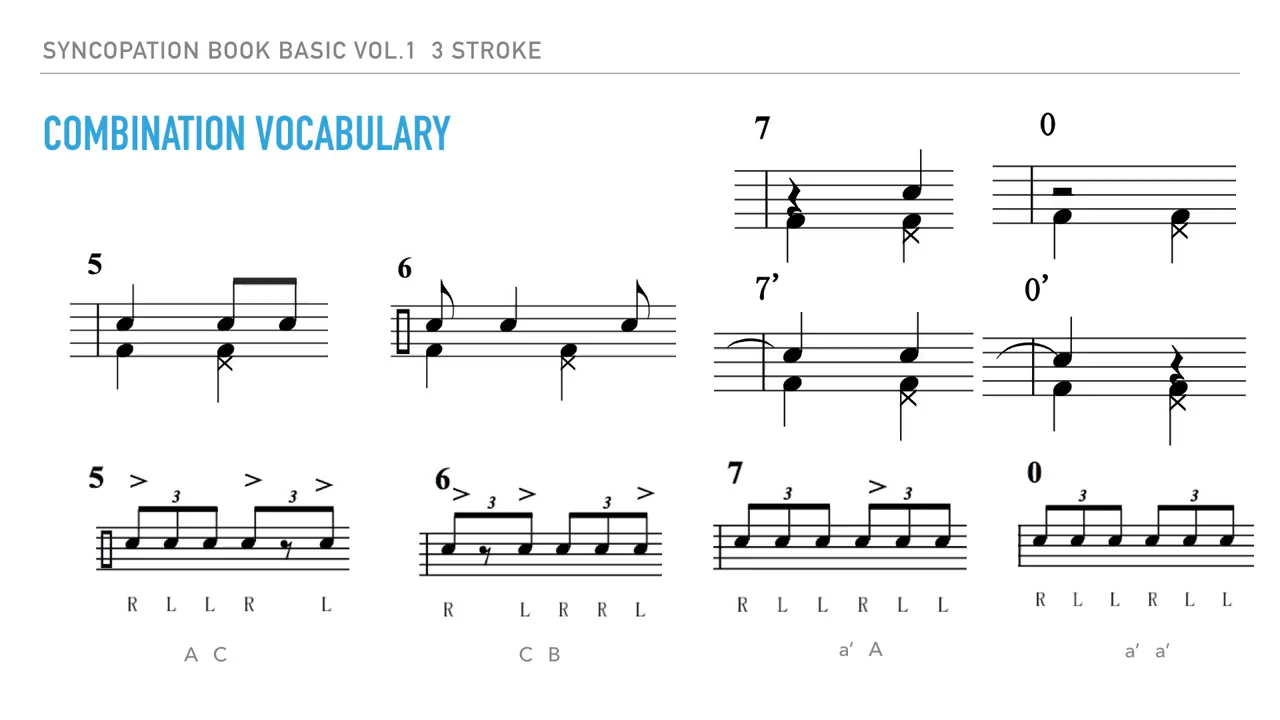 SYNCOPATION BOOK BASIC VOL.1 3 STROKE
COMBINATION VOCABULARY
7 0
5 6
7’ 0’
5 6 7 0
> 3 > 3 > > 3 > 3 > 3 > 3 3 3
R L L R L
R L R R L
R L L R L L
R L L R L L
A C
C B
a′ A
a′ a′